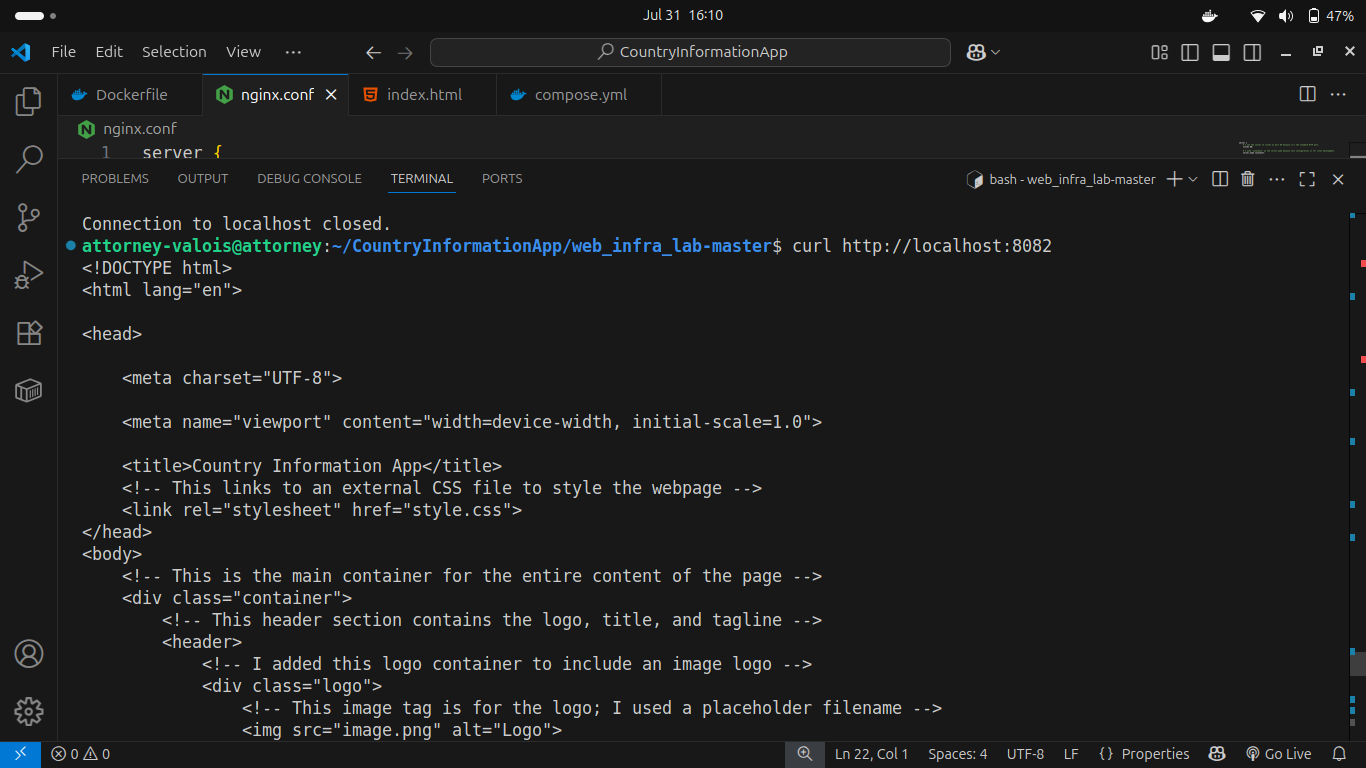 Jul 31 16:10
47%
File Edit Selection View ···
CountryInformationApp
Dockerfile
nginx.conf
index.html
compose.yml
nginx.conf
1 server {
PROBLEMS OUTPUT DEBUG CONSOLE TERMINAL PORTS
bash - web_infra_lab-master
Connection to localhost closed.
attorney-valois@attorney:~/CountryInformationApp/web_infra_lab-master$ curl http://localhost:8082
<!DOCTYPE html>
<html lang="en">
<head>
<meta charset="UTF-8">
<meta name="viewport" content="width=device-width, initial-scale=1.0">
<title>Country Information App</title>
<!-- This links to an external CSS file to style the webpage -->
<link rel="stylesheet" href="style.css">
</head>
<body>
<!-- This is the main container for the entire content of the page -->
<div class="container">
<!-- This header section contains the logo, title, and tagline -->
<header>
<!-- I added this logo container to include an image logo -->
<div class="logo">
<!-- This image tag is for the logo; I used a placeholder filename -->
<img src="image.png" alt="Logo">
0 0
Ln 22, Col 1 Spaces: 4 UTF-8 LF {} Properties Go Live